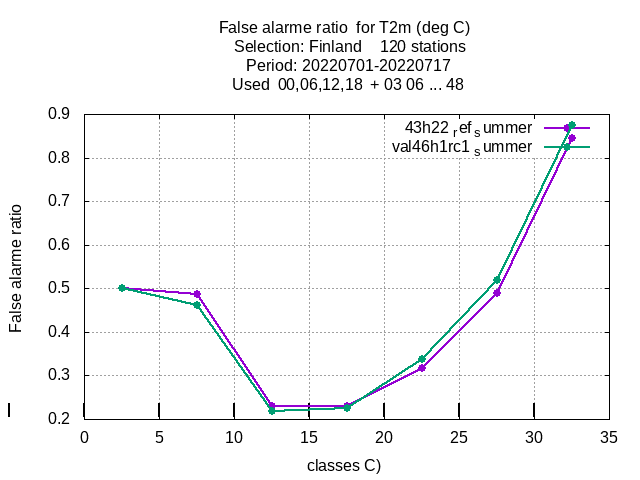 False alarme ratio for T2m (deg C)
Selection: Finland 120 stations
Period: 20220701-20220717
Used 00,06,12,18 + 03 06 ... 48
43h22 ref summer
val46h1rc1 summer
0.9
0.8
0.7
0.6
0.5
0.4
0.3
0.2
False alarme ratio
0 5 10 15 20 25 30 35
classes C)